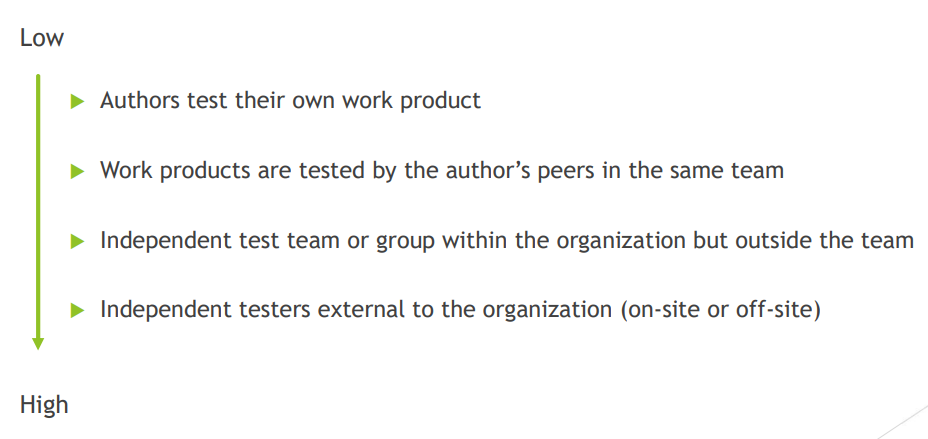 Low
Authors test their own work product
Work products are tested by the author’s peers in the same team
Independent test team or group within the organization but outside the team
Independent testers external to the organization (on-site or off-site)
High